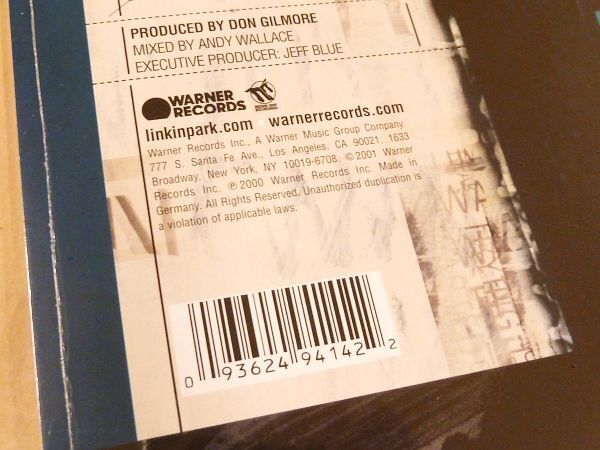 PRODUCED BY DON GILMORE
MIXED BY ANDY WALLACE
EXECUTIVE PRODUCER: JEFF BLUE
WARNER
RECORDS
linkinpark.com warnerrecords.com
Warner Records Inc., A Warner Music Group Company.
777 S. Santa Fe Ave., Los Angeles, CA 90021: 1633
Broadway, New York, NY 10019-6708. ©2001 Warner
Records Inc. ℗2000 Warner Records Inc. Made in
Germany. All Rights Reserved. Unauthorized duplication is
a violation of applicable laws.
0 93624 94142 2